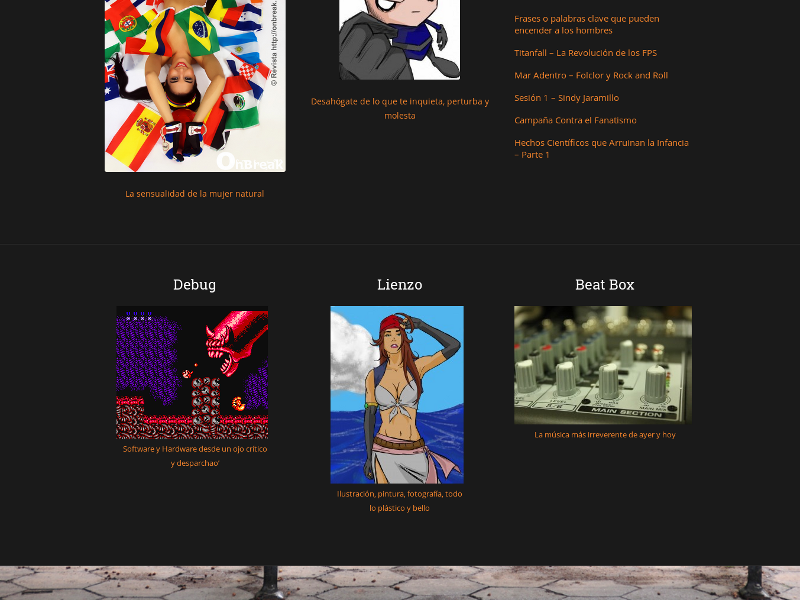 © Revista http://onbreak.
OnBreak
La sensualidad de la mujer natural
Desahógate de lo que te inquieta, perturba y
molesta
Frases o palabras clave que pueden
encender a los hombres
Titanfall – La Revolución de los FPS
Mar Adentro – Folclor y Rock and Roll
Sesión 1 – Sindy Jaramillo
Campaña Contra el Fanatismo
Hechos Científicos que Arruinan la Infancia
– Parte 1
Debug
Software y Hardware desde un ojo crítico
y desparchao'
Lienzo
Ilustración, pintura, fotografía, todo
lo plástico y bello
Beat Box
MAIN SECTION
La música más irreverente de ayer y hoy